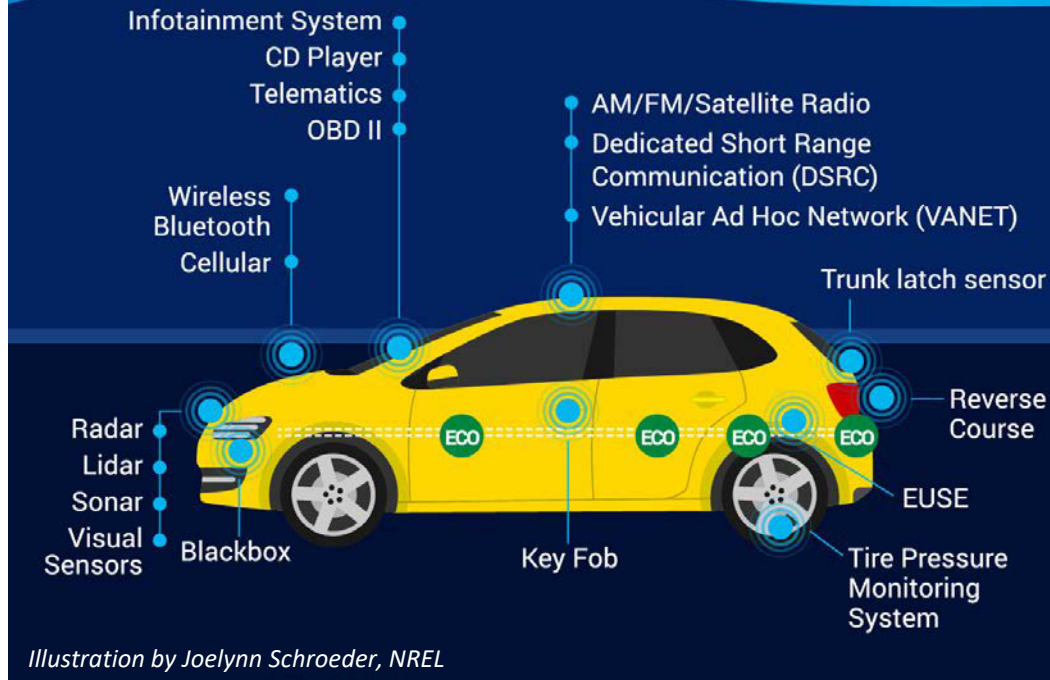 Infotainment System
CD Player
Telematics
OBD II
AM/FM/Satellite Radio
Dedicated Short Range
Communication (DSRC)
Vehicular Ad Hoc Network (VANET)
Wireless
Bluetooth
Cellular
Trunk latch sensor
Radar
Lidar
Sonar
Visual
Sensors
Blackbox
ECO
ECO
ECO
ECO
Key Fob
Reverse
Course
EUSE
Tire Pressure
Monitoring
System
Illustration by Joelynn Schroeder, NREL